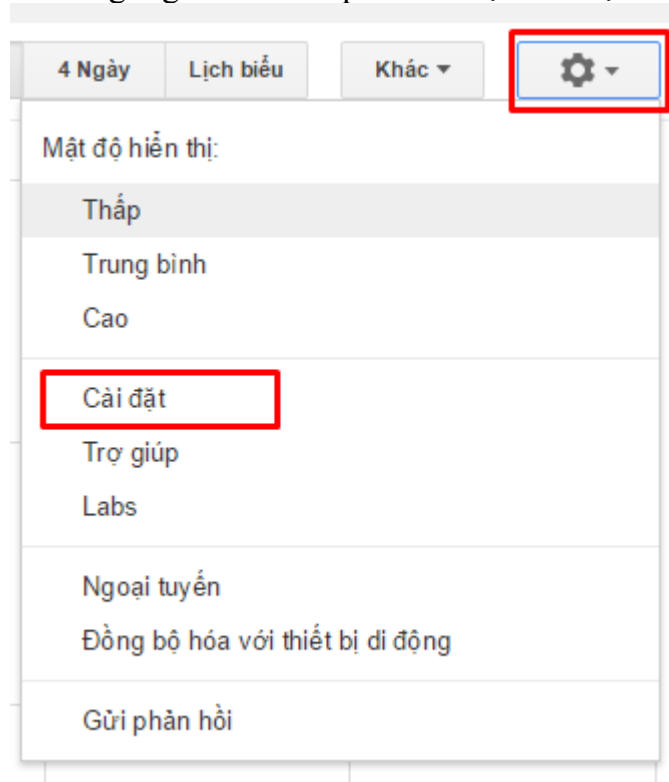 4 Ngày Lịch biểu Khác
Mật độ hiển thị:
Thấp
Trung bình
Cao
Cài đặt
Trợ giúp
Labs
Ngoại tuyến
Đồng bộ hóa với thiết bị di động
Gửi phản hồi